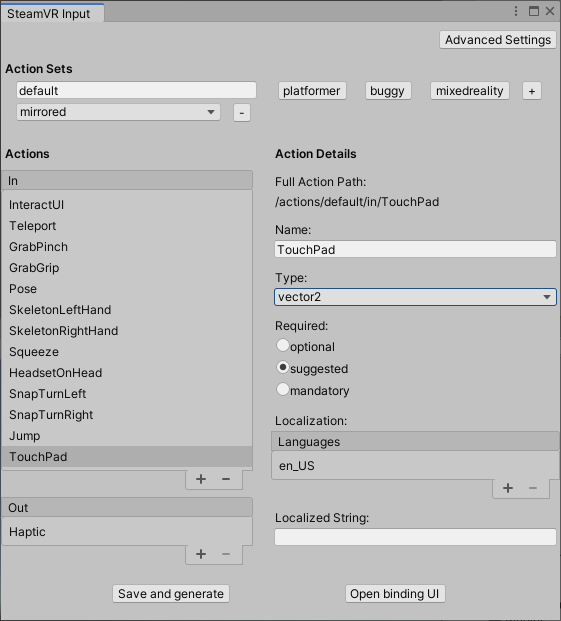 SteamVR Input
Advanced Settings
Action Sets
default
platformer
buggy
mixedreality
+
mirrored
-
Actions
In
InteractUI
Teleport
GrabPinch
GrabGrip
Pose
SkeletonLeftHand
SkeletonRightHand
Squeeze
HeadsetOnHead
SnapTurnLeft
SnapTurnRight
Jump
TouchPad
+ −
Out
Haptic
+ −
Action Details
Full Action Path:
/actions/default/in/TouchPad
Name:
TouchPad
Type:
vector2
Required:
optional
suggested
mandatory
Localization:
Languages
en_US
+ −
Localized String:
Save and generate
Open binding UI